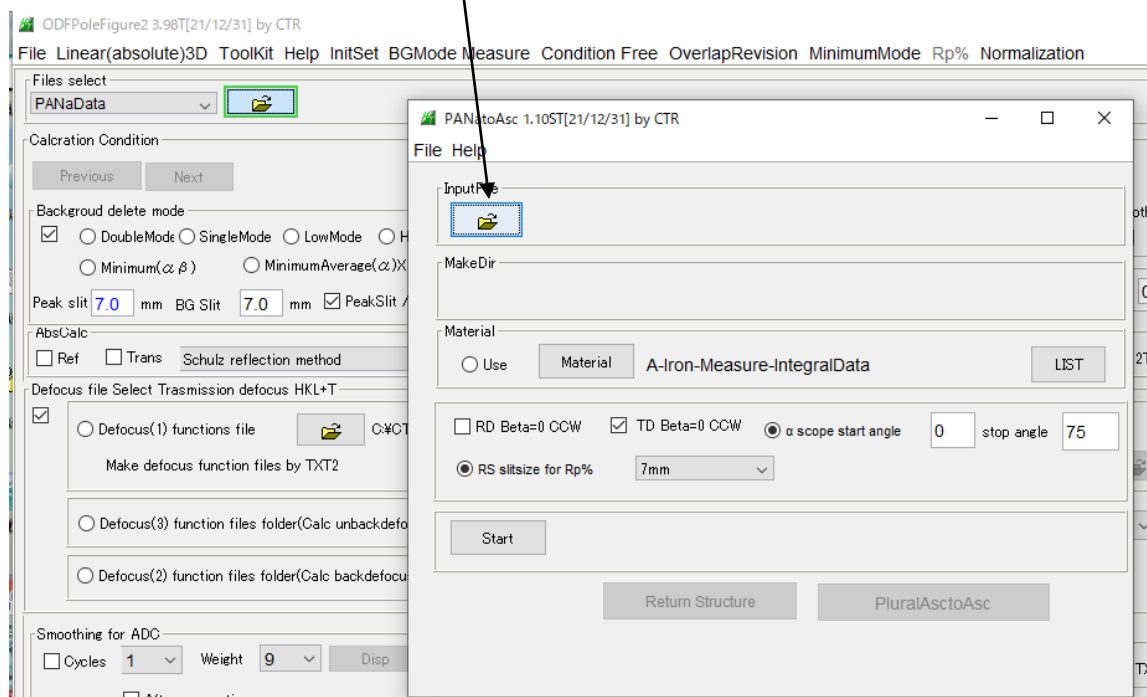 ODFPoleFigure2 3.98T[21/12/31] by CTR
File Linear(absolute)3D ToolKit Help InitSet BGMode Measure Condition Free OverlapRevision MinimumMode Rp% Normalization
Files select
PANaData
Calcration Condition
Previous Next
Backgroud delete mode
DoubleMode SingleMode LowMode H
Minimum(αβ) MinimumAverage(α)X
Peak slit 7.0 mm BG Slit 7.0 mm PeakSlit /
AbsCalc
Ref Trans Schulz reflection method
Defocus file Select Trasmission defocus HKL+T
Defocus(1) functions file C:¥CT
Make defocus function files by TXT2
Defocus(3) function files folder(Calc unbackdefo
Defocus(2) function files folder(Calc backdefocu
Smoothing for ADC
Cycles 1 Weight 9 Disp
PANatoAsc 1.10ST[21/12/31] by CTR
File Help
InputFile
MakeDir
Material
Use Material A-Iron-Measure-IntegralData LIST
RD Beta=0 CCW TD Beta=0 CCW α scope start angle 0 stop angle 75
RS slitsize for Rp% 7mm
Start
Return Structure PluralAsctoAsc